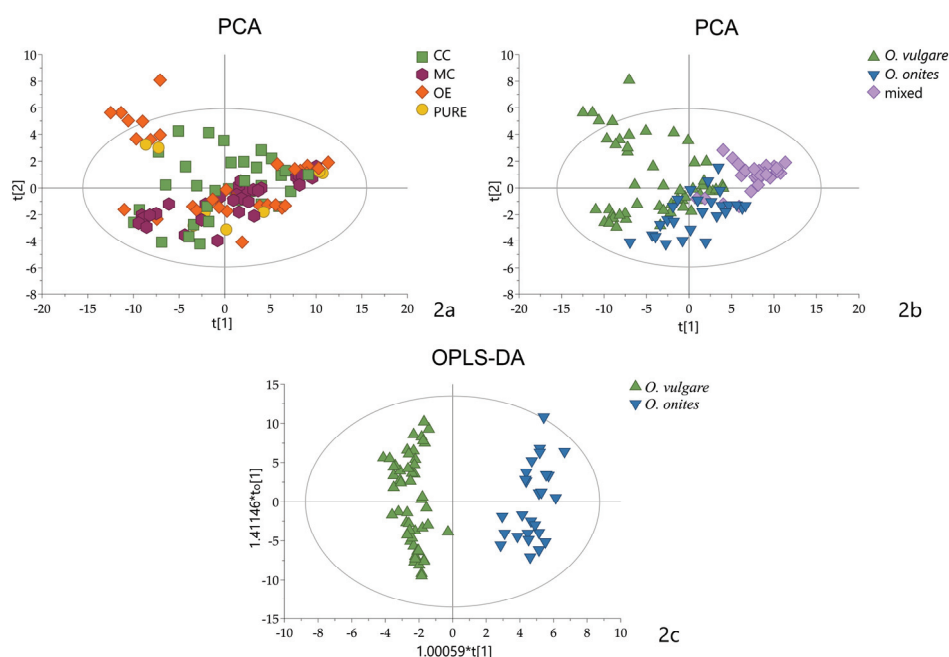 PCA
10
8
6
4
2
0
-2
-4
-6
-8
t[2]
-20 -15 -10 -5 0 5 10 15 20
t[1]
CC
MC
OE
PURE
2a
PCA
10
8
6
4
2
0
-2
-4
-6
-8
t[2]
-20 -15 -10 -5 0 5 10 15 20
t[1]
O. vulgare
O. onites
mixed
2b
OPLS-DA
15
10
5
0
-5
-10
-15
1.41146*to[1]
-10 -8 -6 -4 -2 0 2 4 6 8 10
1.00059*t[1]
O. vulgare
O. onites
2c